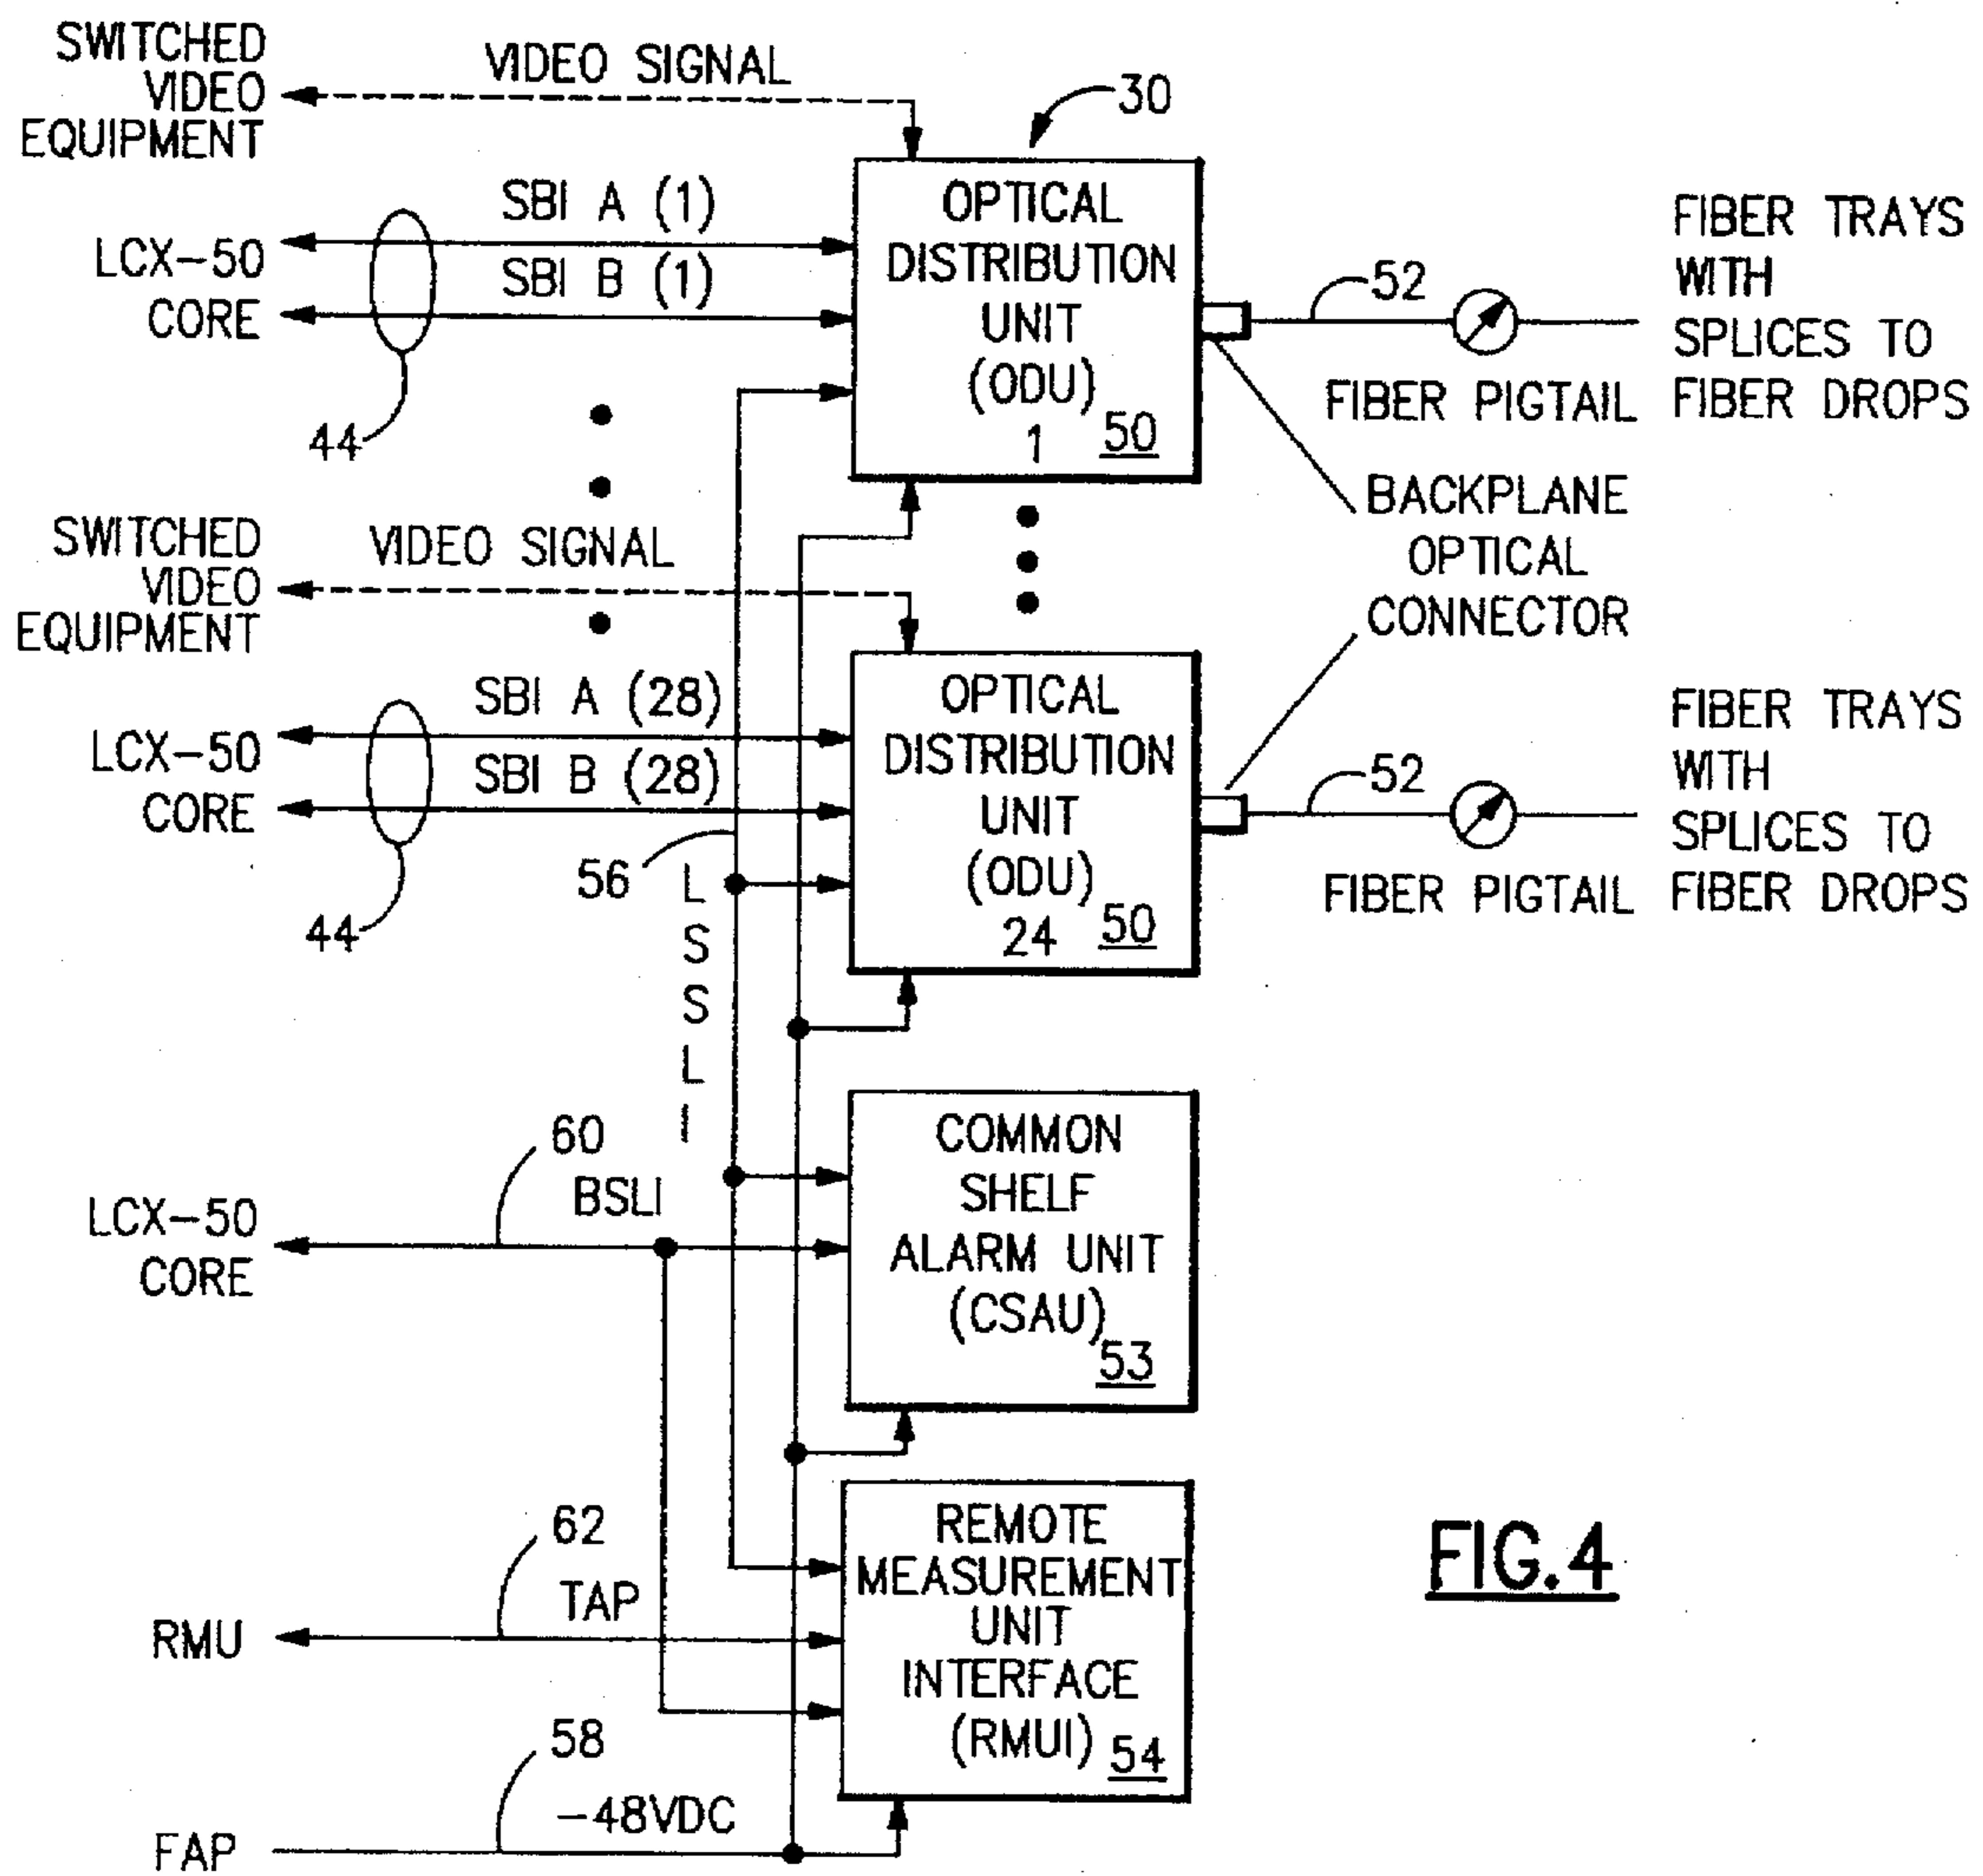 SWITCHED
VIDEO
EQUIPMENT
VIDEO SIGNAL
30
SBI A (1)
LCX-50
CORE
SBI B (1)
44
OPTICAL
DISTRIBUTION
UNIT
(ODU)
1
50
52
FIBER PIGTAIL
FIBER TRAYS
WITH
SPLICES TO
FIBER DROPS
BACKPLANE
OPTICAL
CONNECTOR
SWITCHED
VIDEO
EQUIPMENT
VIDEO SIGNAL
SBI A (28)
LCX-50
CORE
SBI B (28)
44
56
LSSLI
OPTICAL
DISTRIBUTION
UNIT
(ODU)
24
50
52
FIBER PIGTAIL
FIBER TRAYS
WITH
SPLICES TO
FIBER DROPS
60
BSLI
LCX-50
CORE
COMMON
SHELF
ALARM UNIT
(CSAU)
53
62
TAP
RMU
REMOTE
MEASUREMENT
UNIT
INTERFACE
(RMUI)
54
58
-48VDC
FAP
FIG.4